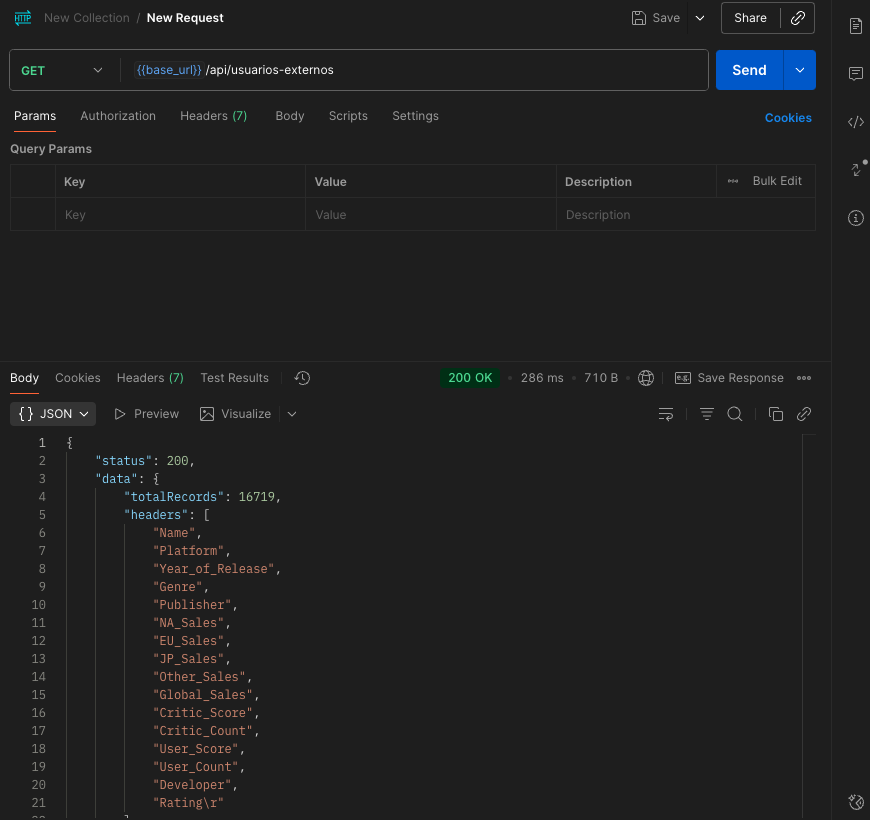 HTTP New Collection / New Request Save Share
GET {{base_url}} /api/usuarios-externos Send
Params Authorization Headers (7) Body Scripts Settings Cookies
Query Params
Key Value Description ••• Bulk Edit
Key Value Description
Body Cookies Headers (7) Test Results 200 OK • 286 ms • 710 B • e.g. Save Response •••
{} JSON Preview Visualize
1 {
2 "status": 200,
3 "data": {
4 "totalRecords": 16719,
5 "headers": [
6 "Name",
7 "Platform",
8 "Year_of_Release",
9 "Genre",
10 "Publisher",
11 "NA_Sales",
12 "EU_Sales",
13 "JP_Sales",
14 "Other_Sales",
15 "Global_Sales",
16 "Critic_Score",
17 "Critic_Count",
18 "User_Score",
19 "User_Count",
20 "Developer",
21 "Rating\r"